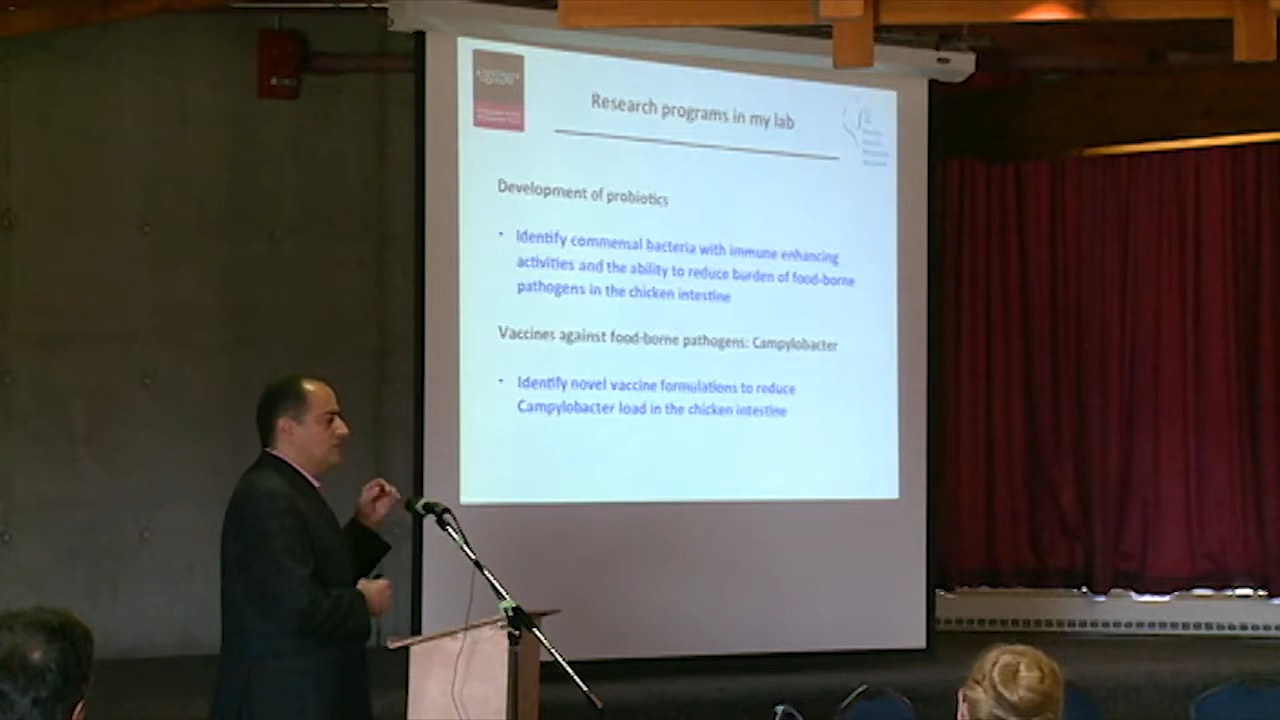 Research programs in my lab
Development of probiotics
- Identify commensal bacteria with immune enhancing
activities and the ability to reduce burden of food-borne
pathogens in the chicken intestine
Vaccines against food-borne pathogens: Campylobacter
- Identify novel vaccine formulations to reduce
Campylobacter load in the chicken intestine